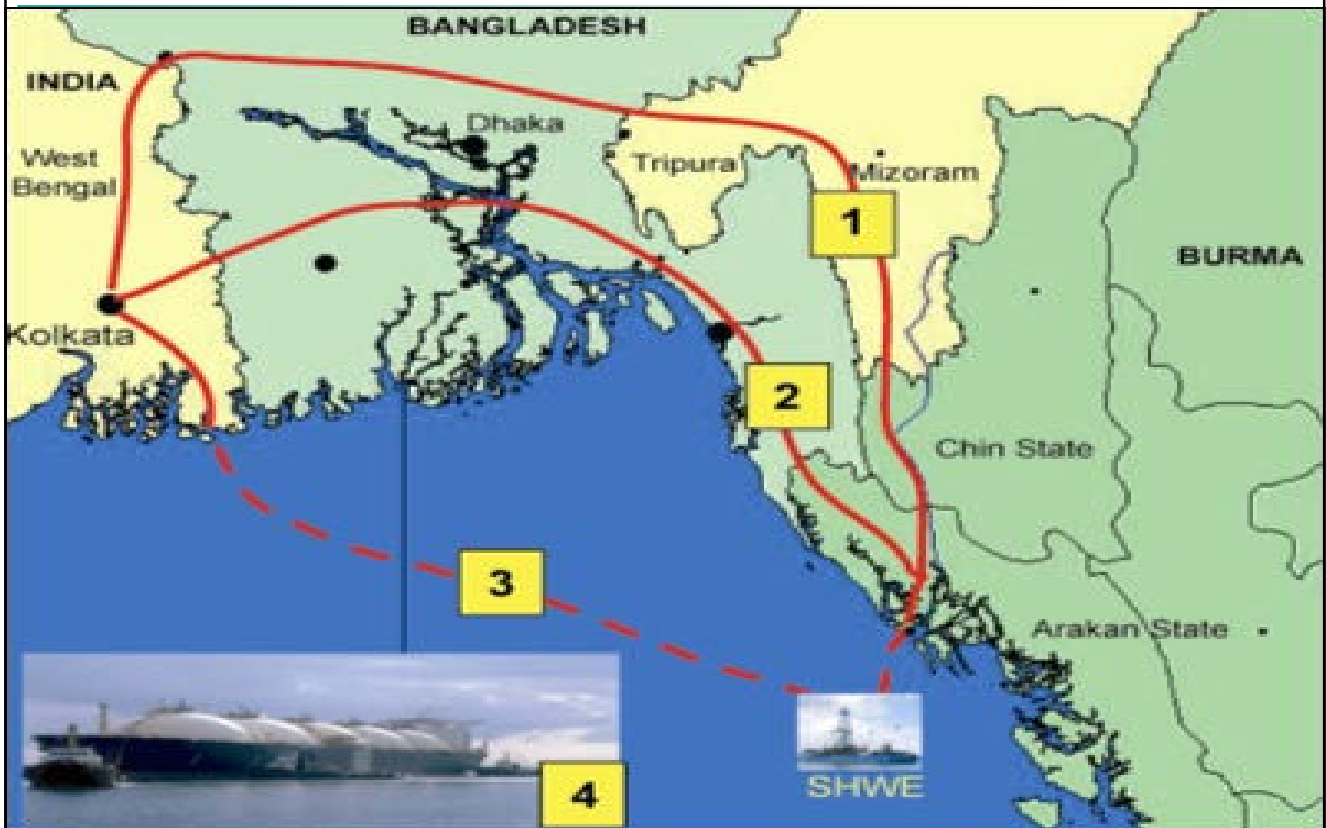 BANGLADESH
INDIA
Dhaka
West
Bengal
Tripura
Mizoram
1
BURMA
Kolkata
2
Chin State
3
Arakan State
SHWE
4